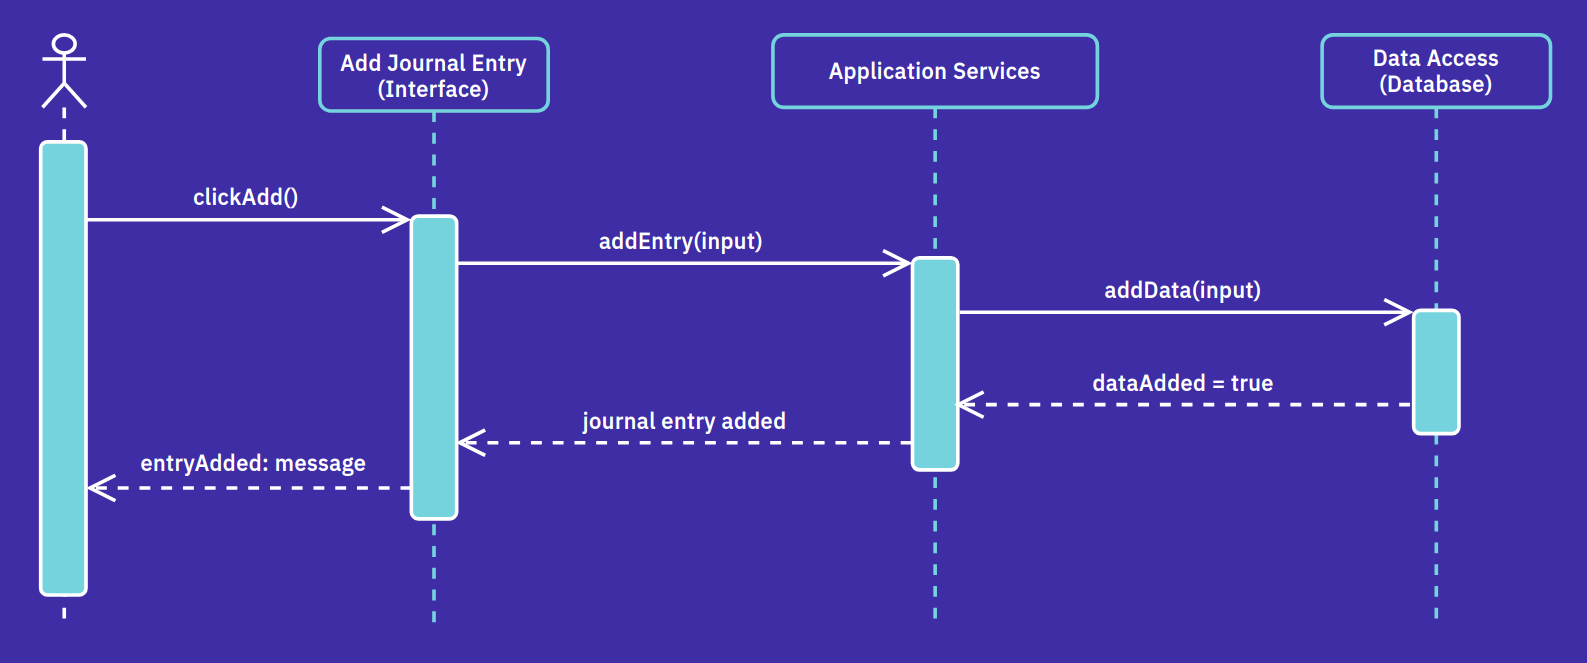 Add Journal Entry
(Interface)
Application Services
Data Access
(Database)
clickAdd()
addEntry(input)
addData(input)
dataAdded = true
journal entry added
entryAdded: message